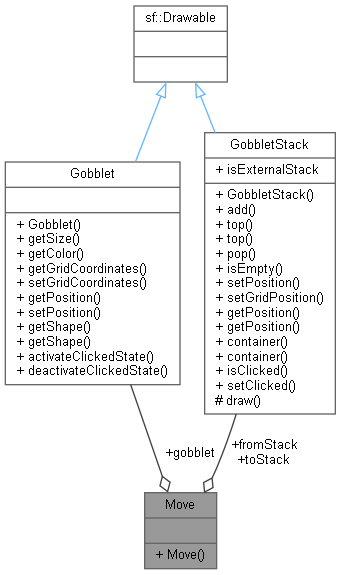 sf::Drawable
Gobblet
+ Gobblet()
+ getSize()
+ getColor()
+ getGridCoordinates()
+ setGridCoordinates()
+ getPosition()
+ setPosition()
+ getShape()
+ getShape()
+ activateClickedState()
+ deactivateClickedState()
GobbletStack
+ isExternalStack
+ GobbletStack()
+ add()
+ top()
+ top()
+ pop()
+ isEmpty()
+ setPosition()
+ setGridPosition()
+ getPosition()
+ getPosition()
+ container()
+ container()
+ isClicked()
+ setClicked()
# draw()
+gobblet
+fromStack
+toStack
Move
+ Move()